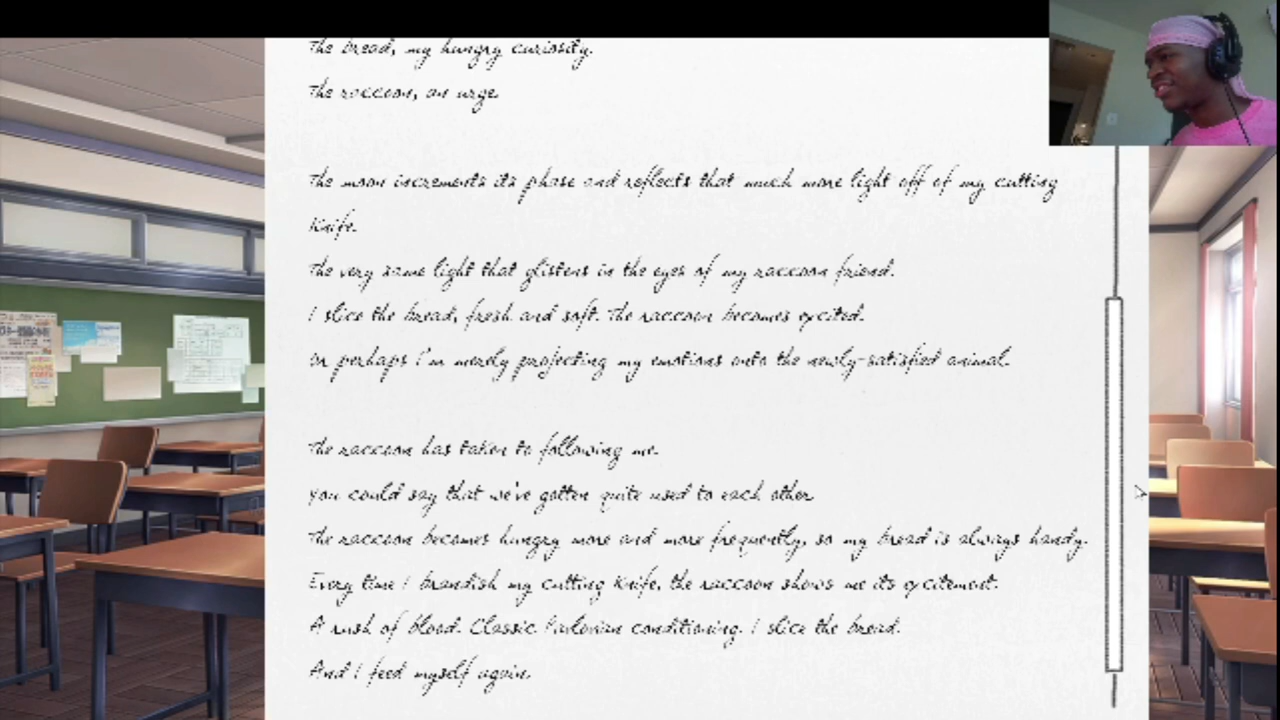 The bread, my hungry curiosity.
The raccoon, an urge.
The moon increments its phase and reflects that much more light off of my cutting
knife.
The very same light that glistens in the eyes of my raccoon friend.
I slice the bread, fresh and soft. The raccoon becomes excited.
Or perhaps I'm merely projecting my emotions onto the newly-satisfied animal.
The raccoon has taken to following me.
You could say that we've gotten quite used to each other.
The raccoon becomes hungry more and more frequently, so my bread is always handy.
Every time I brandish my cutting knife, the raccoon shows me its excitement.
A rush of blood. Classic Pavlovian conditioning. I slice the bread.
And I feed myself again.